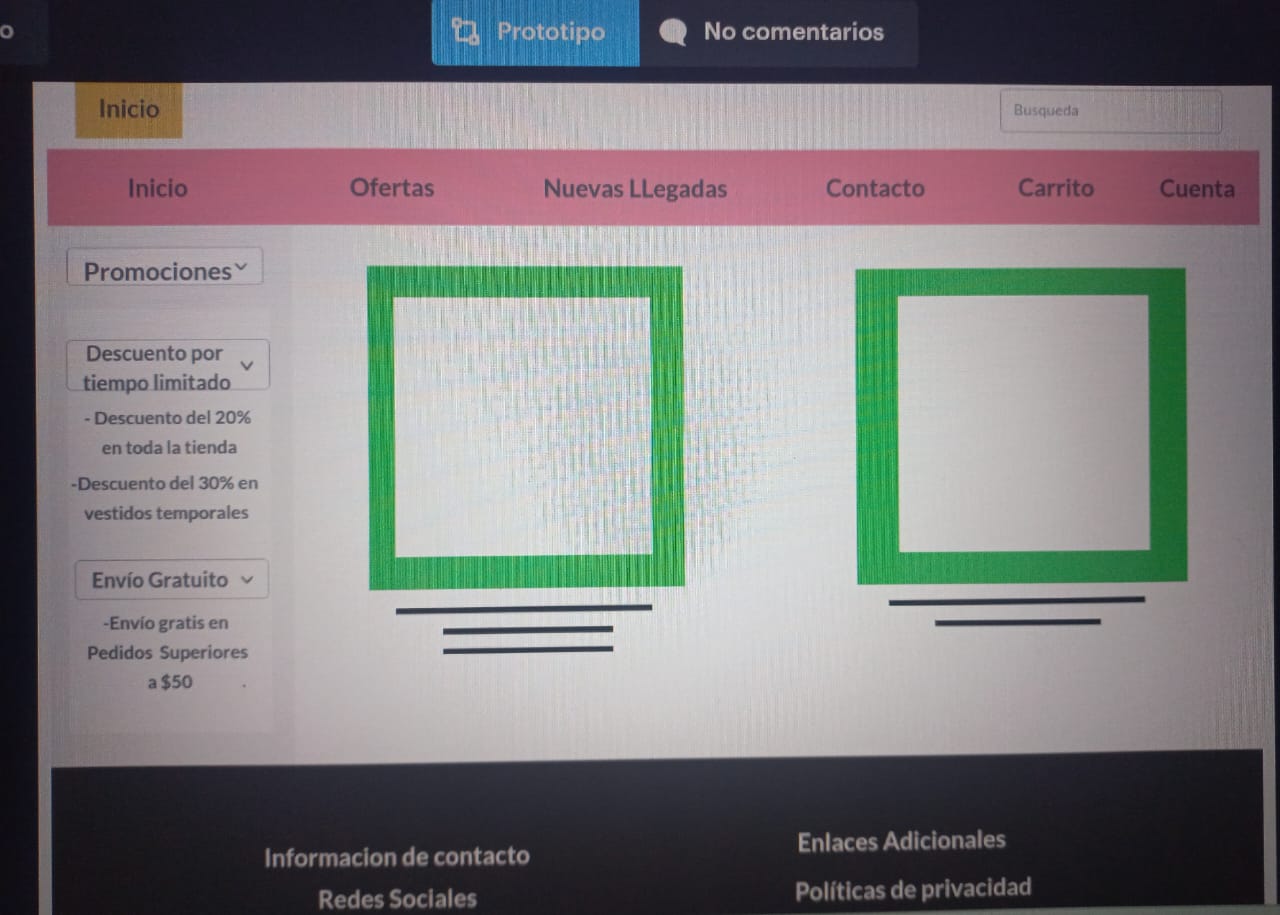 o
Prototipo
No comentarios
Inicio
Busqueda
Inicio Ofertas Nuevas LLegadas Contacto Carrito Cuenta
Promociones
Descuento por
tiempo limitado
- Descuento del 20%
en toda la tienda
-Descuento del 30% en
vestidos temporales
Envío Gratuito
-Envío gratis en
Pedidos Superiores
a $50 .
Informacion de contacto
Redes Sociales
Enlaces Adicionales
Políticas de privacidad